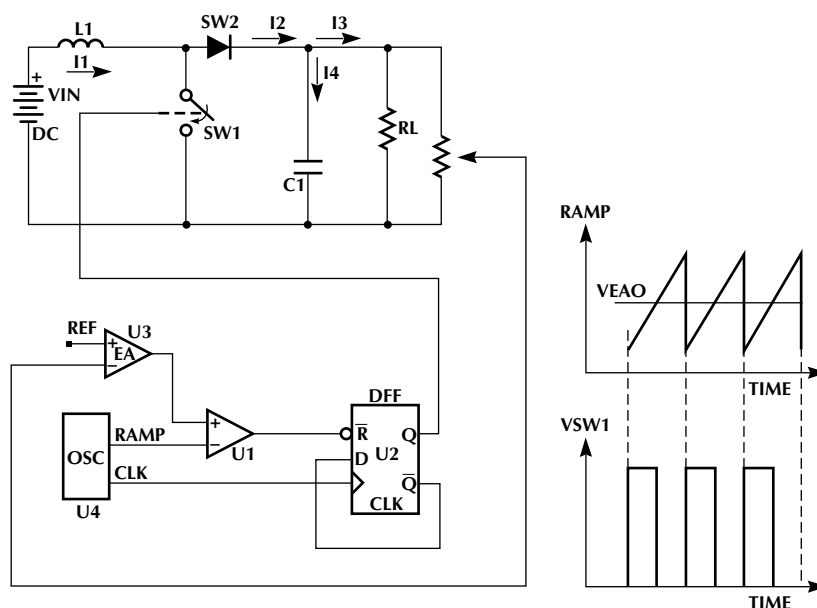 L1
SW2
I2
I3
I1
I4
+
VIN
DC
SW1
RL
C1
RAMP
VEAO
TIME
REF
U3
+
EA
−
DFF
OSC
RAMP
+
−
U1
R
Q
D
U2
CLK
Q
CLK
U4
VSW1
TIME